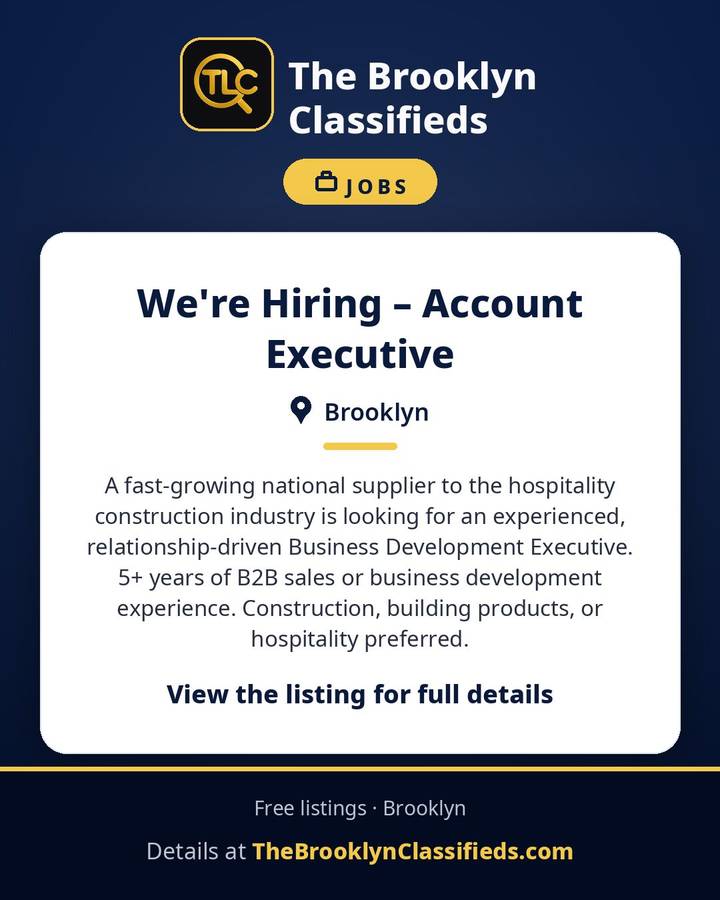 TLC
The Brooklyn
Classifieds
JOBS
We're Hiring – Account
Executive
Brooklyn
A fast-growing national supplier to the hospitality
construction industry is looking for an experienced,
relationship-driven Business Development Executive.
5+ years of B2B sales or business development
experience. Construction, building products, or
hospitality preferred.
View the listing for full details
Free listings · Brooklyn
Details at TheBrooklynClassifieds.com